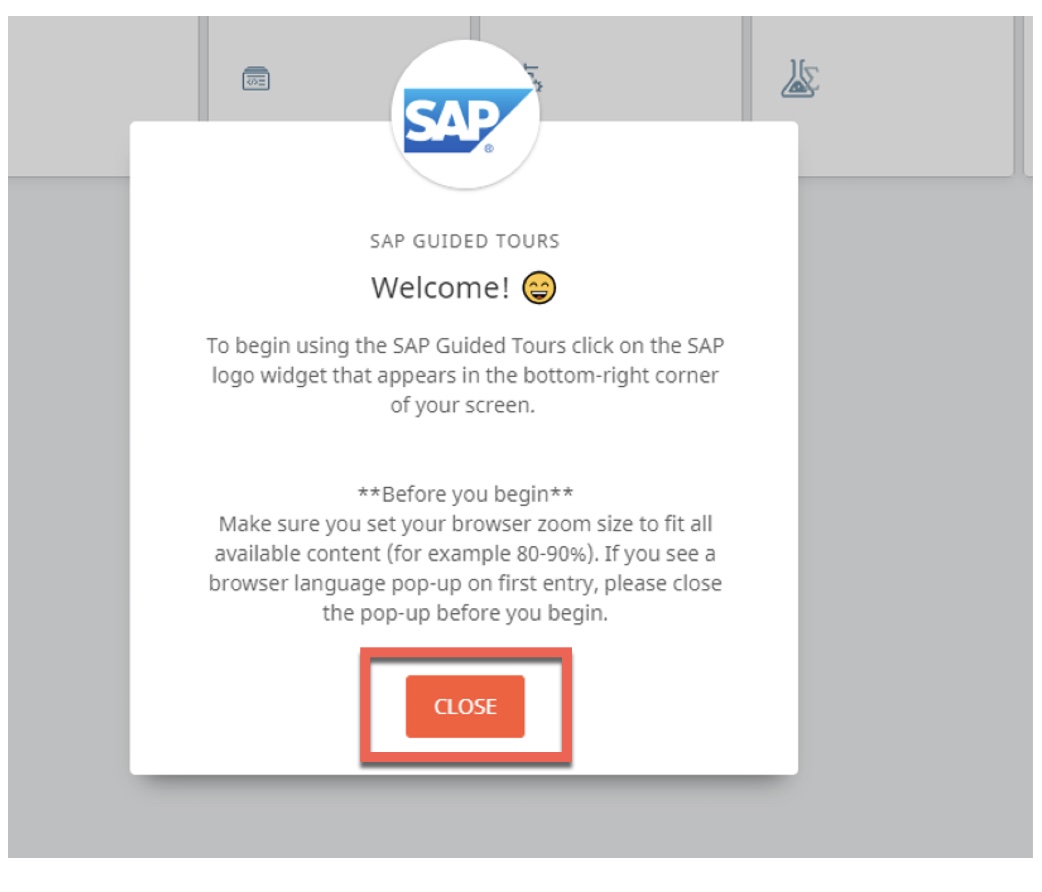 SAP
®
SAP GUIDED TOURS
Welcome! 😄
To begin using the SAP Guided Tours click on the SAP
logo widget that appears in the bottom-right corner
of your screen.
**Before you begin**
Make sure you set your browser zoom size to fit all
available content (for example 80-90%). If you see a
browser language pop-up on first entry, please close
the pop-up before you begin.
CLOSE